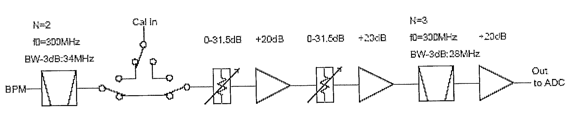 N=2
f0=300MHz
BW-3dB:34MHz
Cal in
0-31.5dB
+20dB
0-31.5dB
+20dB
N=3
f0=300MHz
BW-3dB:28MHz
+20dB
BPM
Out
to ADC